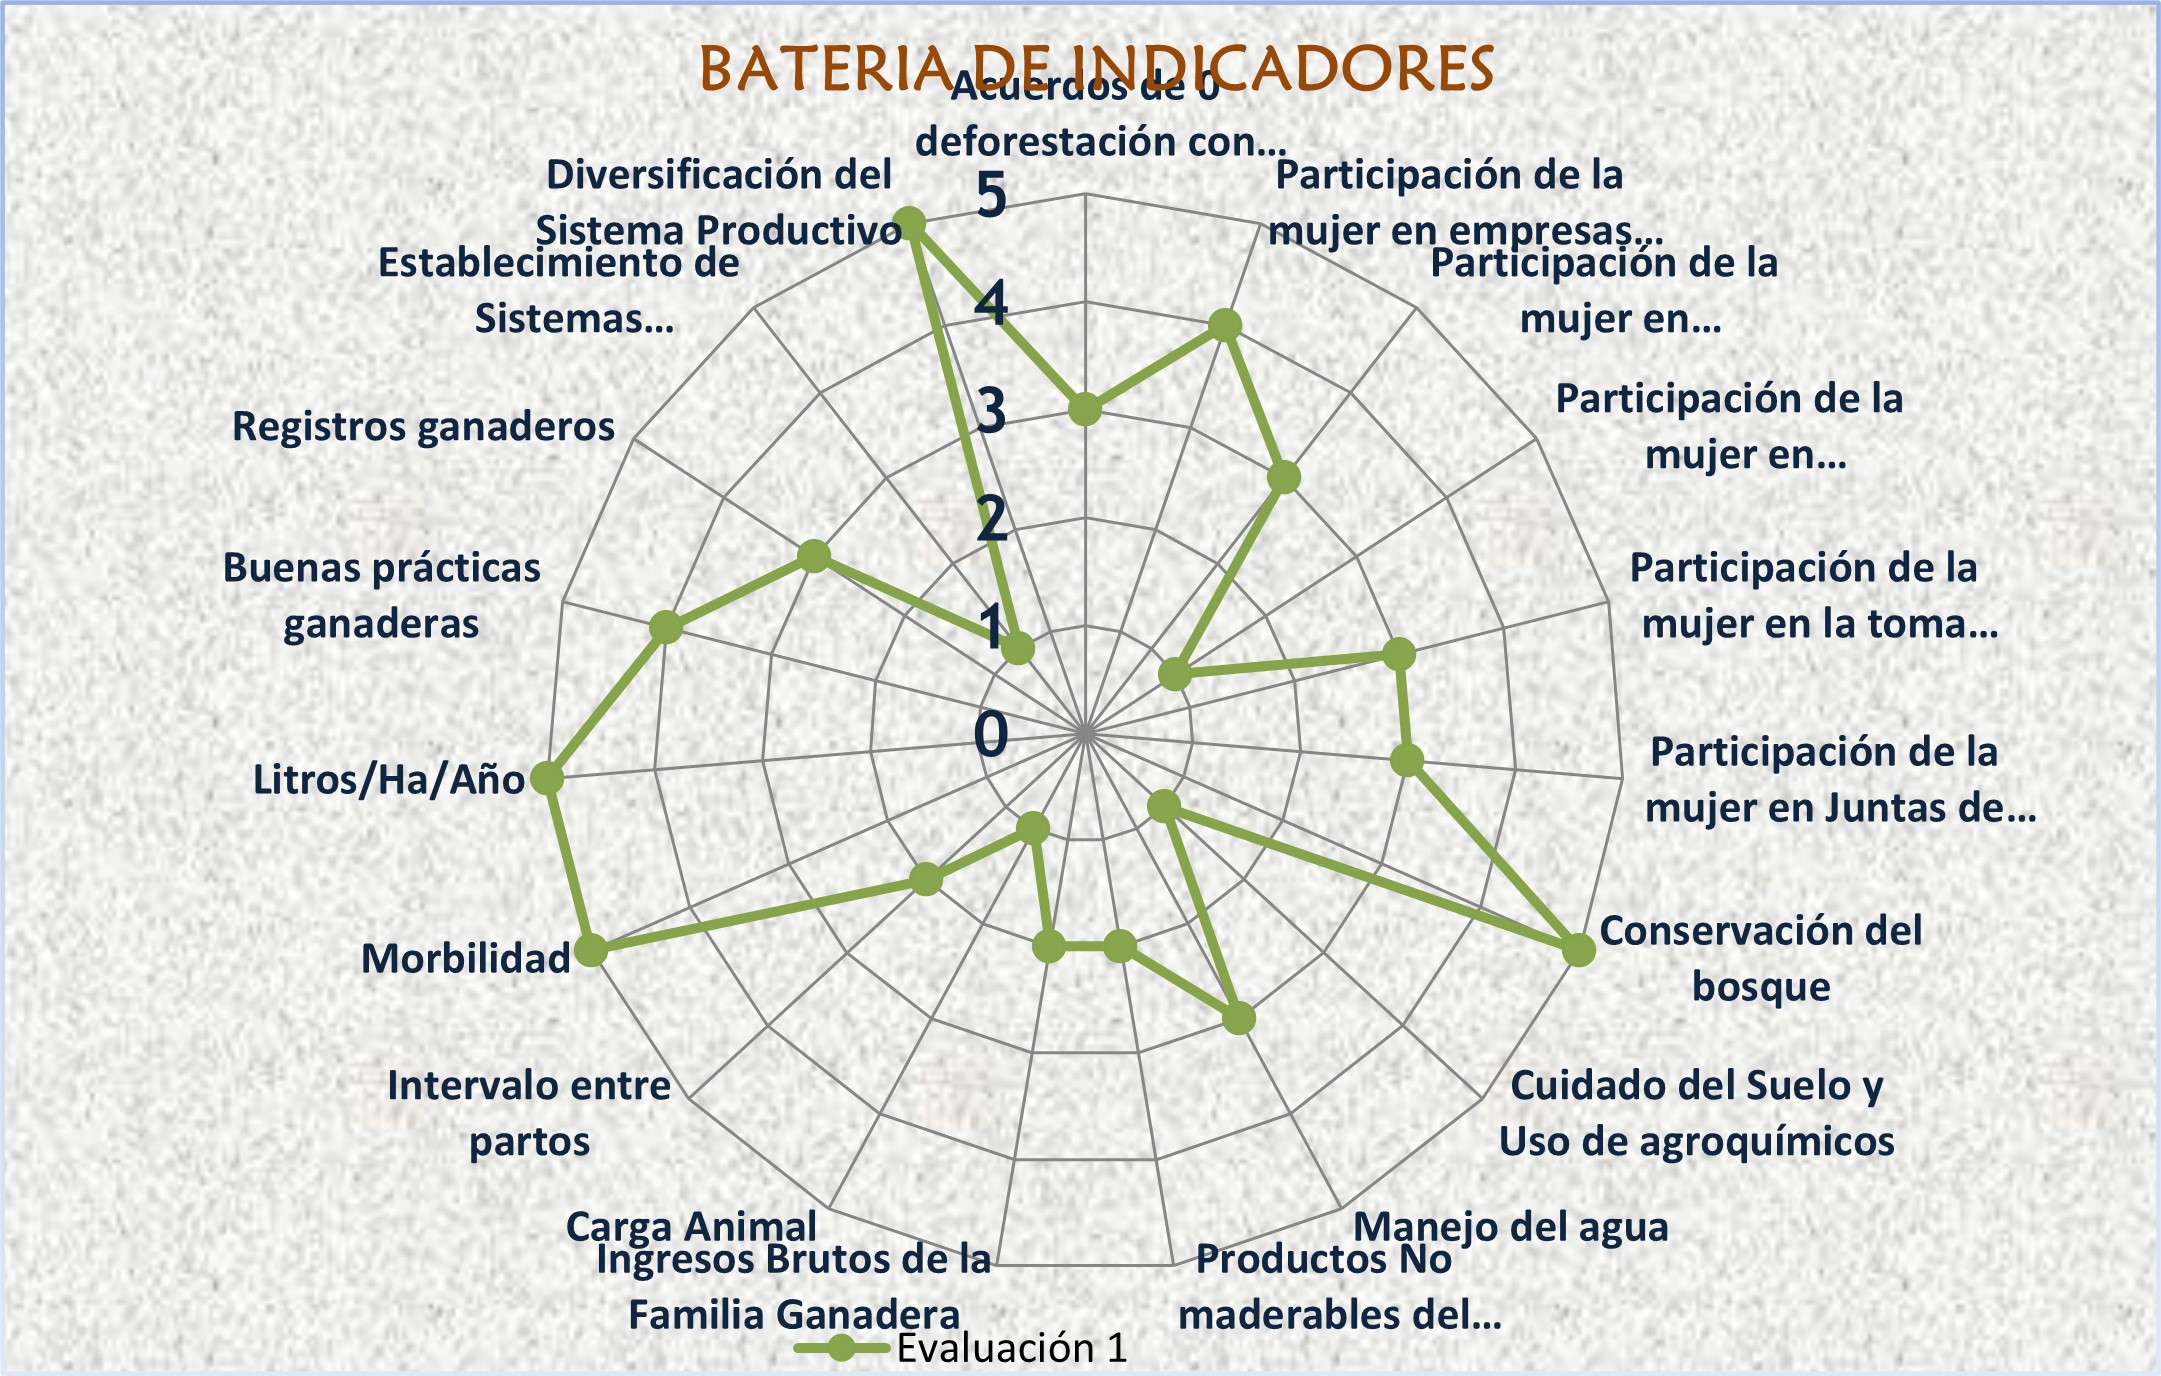 BATERIA DE INDICADORES
Acuerdos de 0
deforestación con...
Participación de la
mujer en empresas...
Participación de la
mujer en...
Participación de la
mujer en...
Participación de la
mujer en la toma...
Participación de la
mujer en Juntas de...
Conservación del
bosque
Cuidado del Suelo y
Uso de agroquímicos
Manejo del agua
Productos No
maderables del...
Ingresos Brutos de la
Familia Ganadera
Carga Animal
Intervalo entre
partos
Morbilidad
Litros/Ha/Año
Buenas prácticas
ganaderas
Registros ganaderos
Establecimiento de
Sistemas...
Diversificación del
Sistema Productivo
5
4
3
2
1
0
Evaluación 1